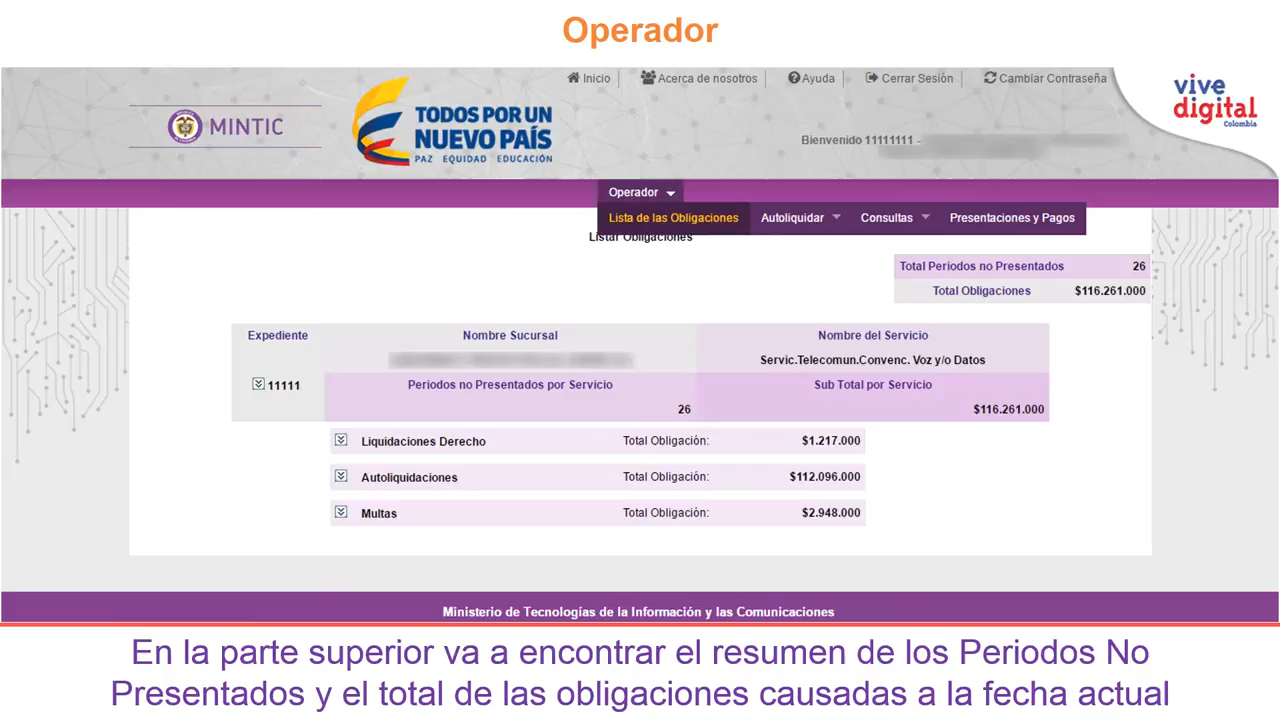 Operador
Inicio
Acerca de nosotros
Ayuda
Cerrar Sesión
Cambiar Contraseña
MINTIC
TODOS POR UN
NUEVO PAÍS
PAZ EQUIDAD EDUCACIÓN
vive
digital
Colombia
Bienvenido 11111111 -
Operador
Lista de las Obligaciones
Autoliquidar
Consultas
Presentaciones y Pagos
Listar Obligaciones
Total Periodos no Presentados 26
Total Obligaciones $116.261.000
Expediente Nombre Sucursal Nombre del Servicio
Servic.Telecomun.Convenc. Voz y/o Datos
11111 Periodos no Presentados por Servicio Sub Total por Servicio
26 $116.261.000
Liquidaciones Derecho Total Obligación: $1.217.000
Autoliquidaciones Total Obligación: $112.096.000
Multas Total Obligación: $2.948.000
Ministerio de Tecnologías de la Información y las Comunicaciones
En la parte superior va a encontrar el resumen de los Periodos No
Presentados y el total de las obligaciones causadas a la fecha actual